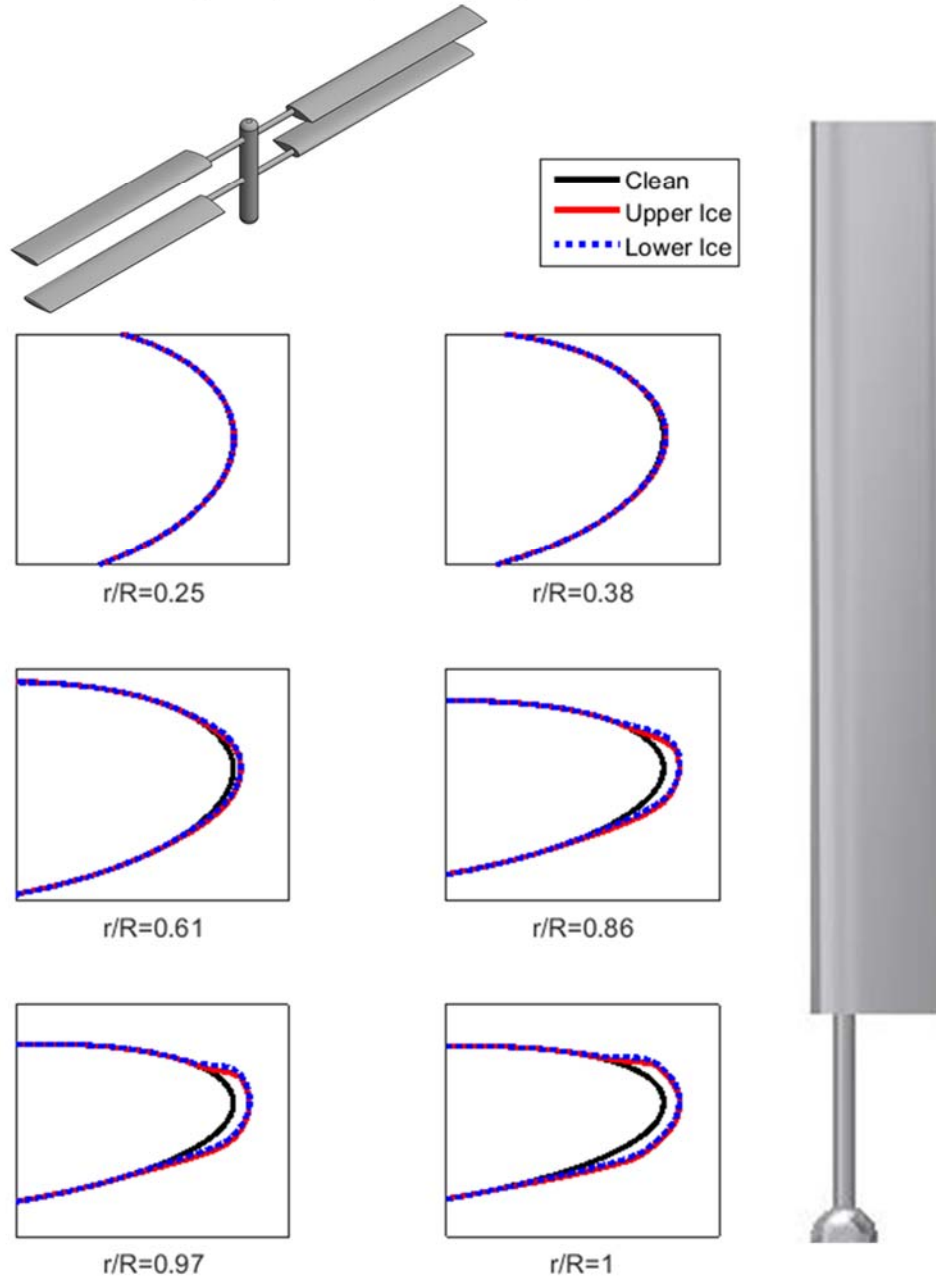 Clean
Upper Ice
Lower Ice
r/R=0.25
r/R=0.38
r/R=0.61
r/R=0.86
r/R=0.97
r/R=1